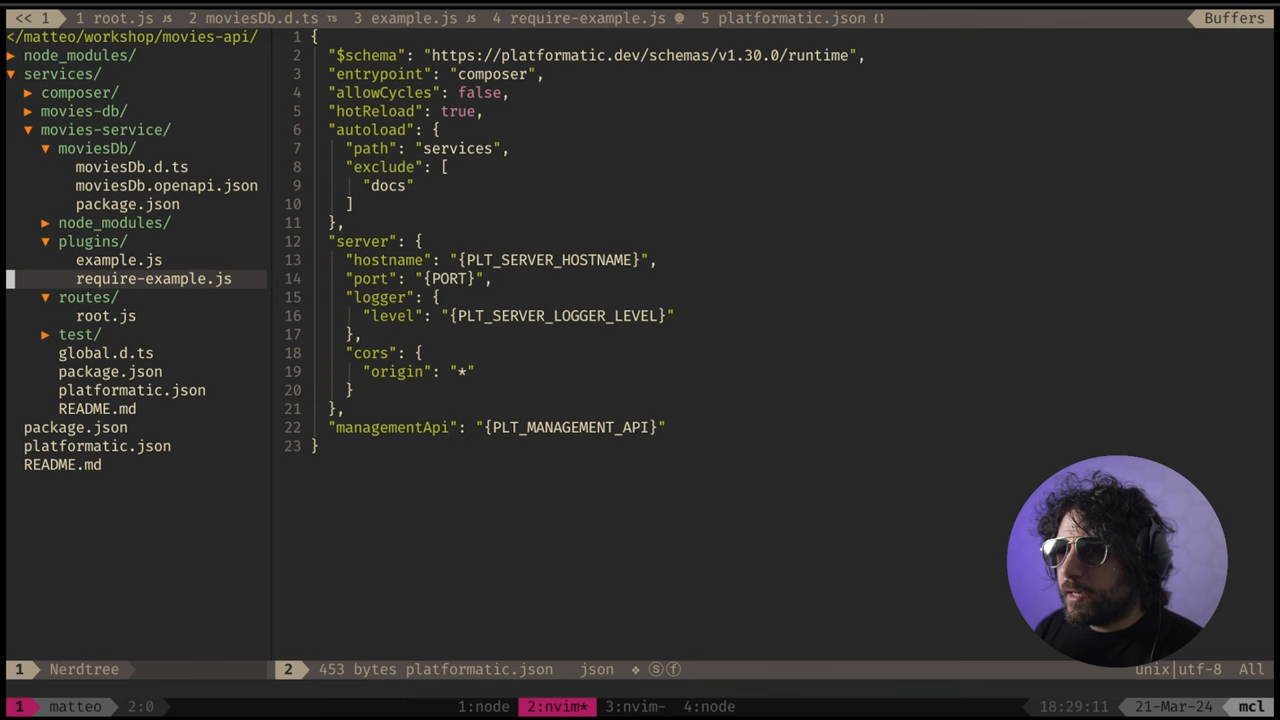 << 1 1 root.js JS 2 moviesDb.d.ts TS 3 example.js JS 4 require-example.js 5 platformatic.json {} Buffers
</matteo/workshop/movies-api/
▸ node_modules/
▾ services/
▸ composer/
▸ movies-db/
▾ movies-service/
▾ moviesDb/
moviesDb.d.ts
moviesDb.openapi.json
package.json
▸ node_modules/
▾ plugins/
example.js
require-example.js
▾ routes/
root.js
▸ test/
global.d.ts
package.json
platformatic.json
README.md
package.json
platformatic.json
README.md
1 {
2 "$schema": "https://platformatic.dev/schemas/v1.30.0/runtime",
3 "entrypoint": "composer",
4 "allowCycles": false,
5 "hotReload": true,
6 "autoload": {
7 "path": "services",
8 "exclude": [
9 "docs"
10 ]
11 },
12 "server": {
13 "hostname": "{PLT_SERVER_HOSTNAME}",
14 "port": "{PORT}",
15 "logger": {
16 "level": "{PLT_SERVER_LOGGER_LEVEL}"
17 },
18 "cors": {
19 "origin": "*"
20 }
21 },
22 "managementApi": "{PLT_MANAGEMENT_API}"
23 }
1 Nerdtree 2 453 bytes platformatic.json json ❖ ⓢⓕ unix|utf-8 All
1 matteo 2:0 1:node 2:nvim* 3:nvim- 4:node 18:29:11 21-Mar-24 mcl